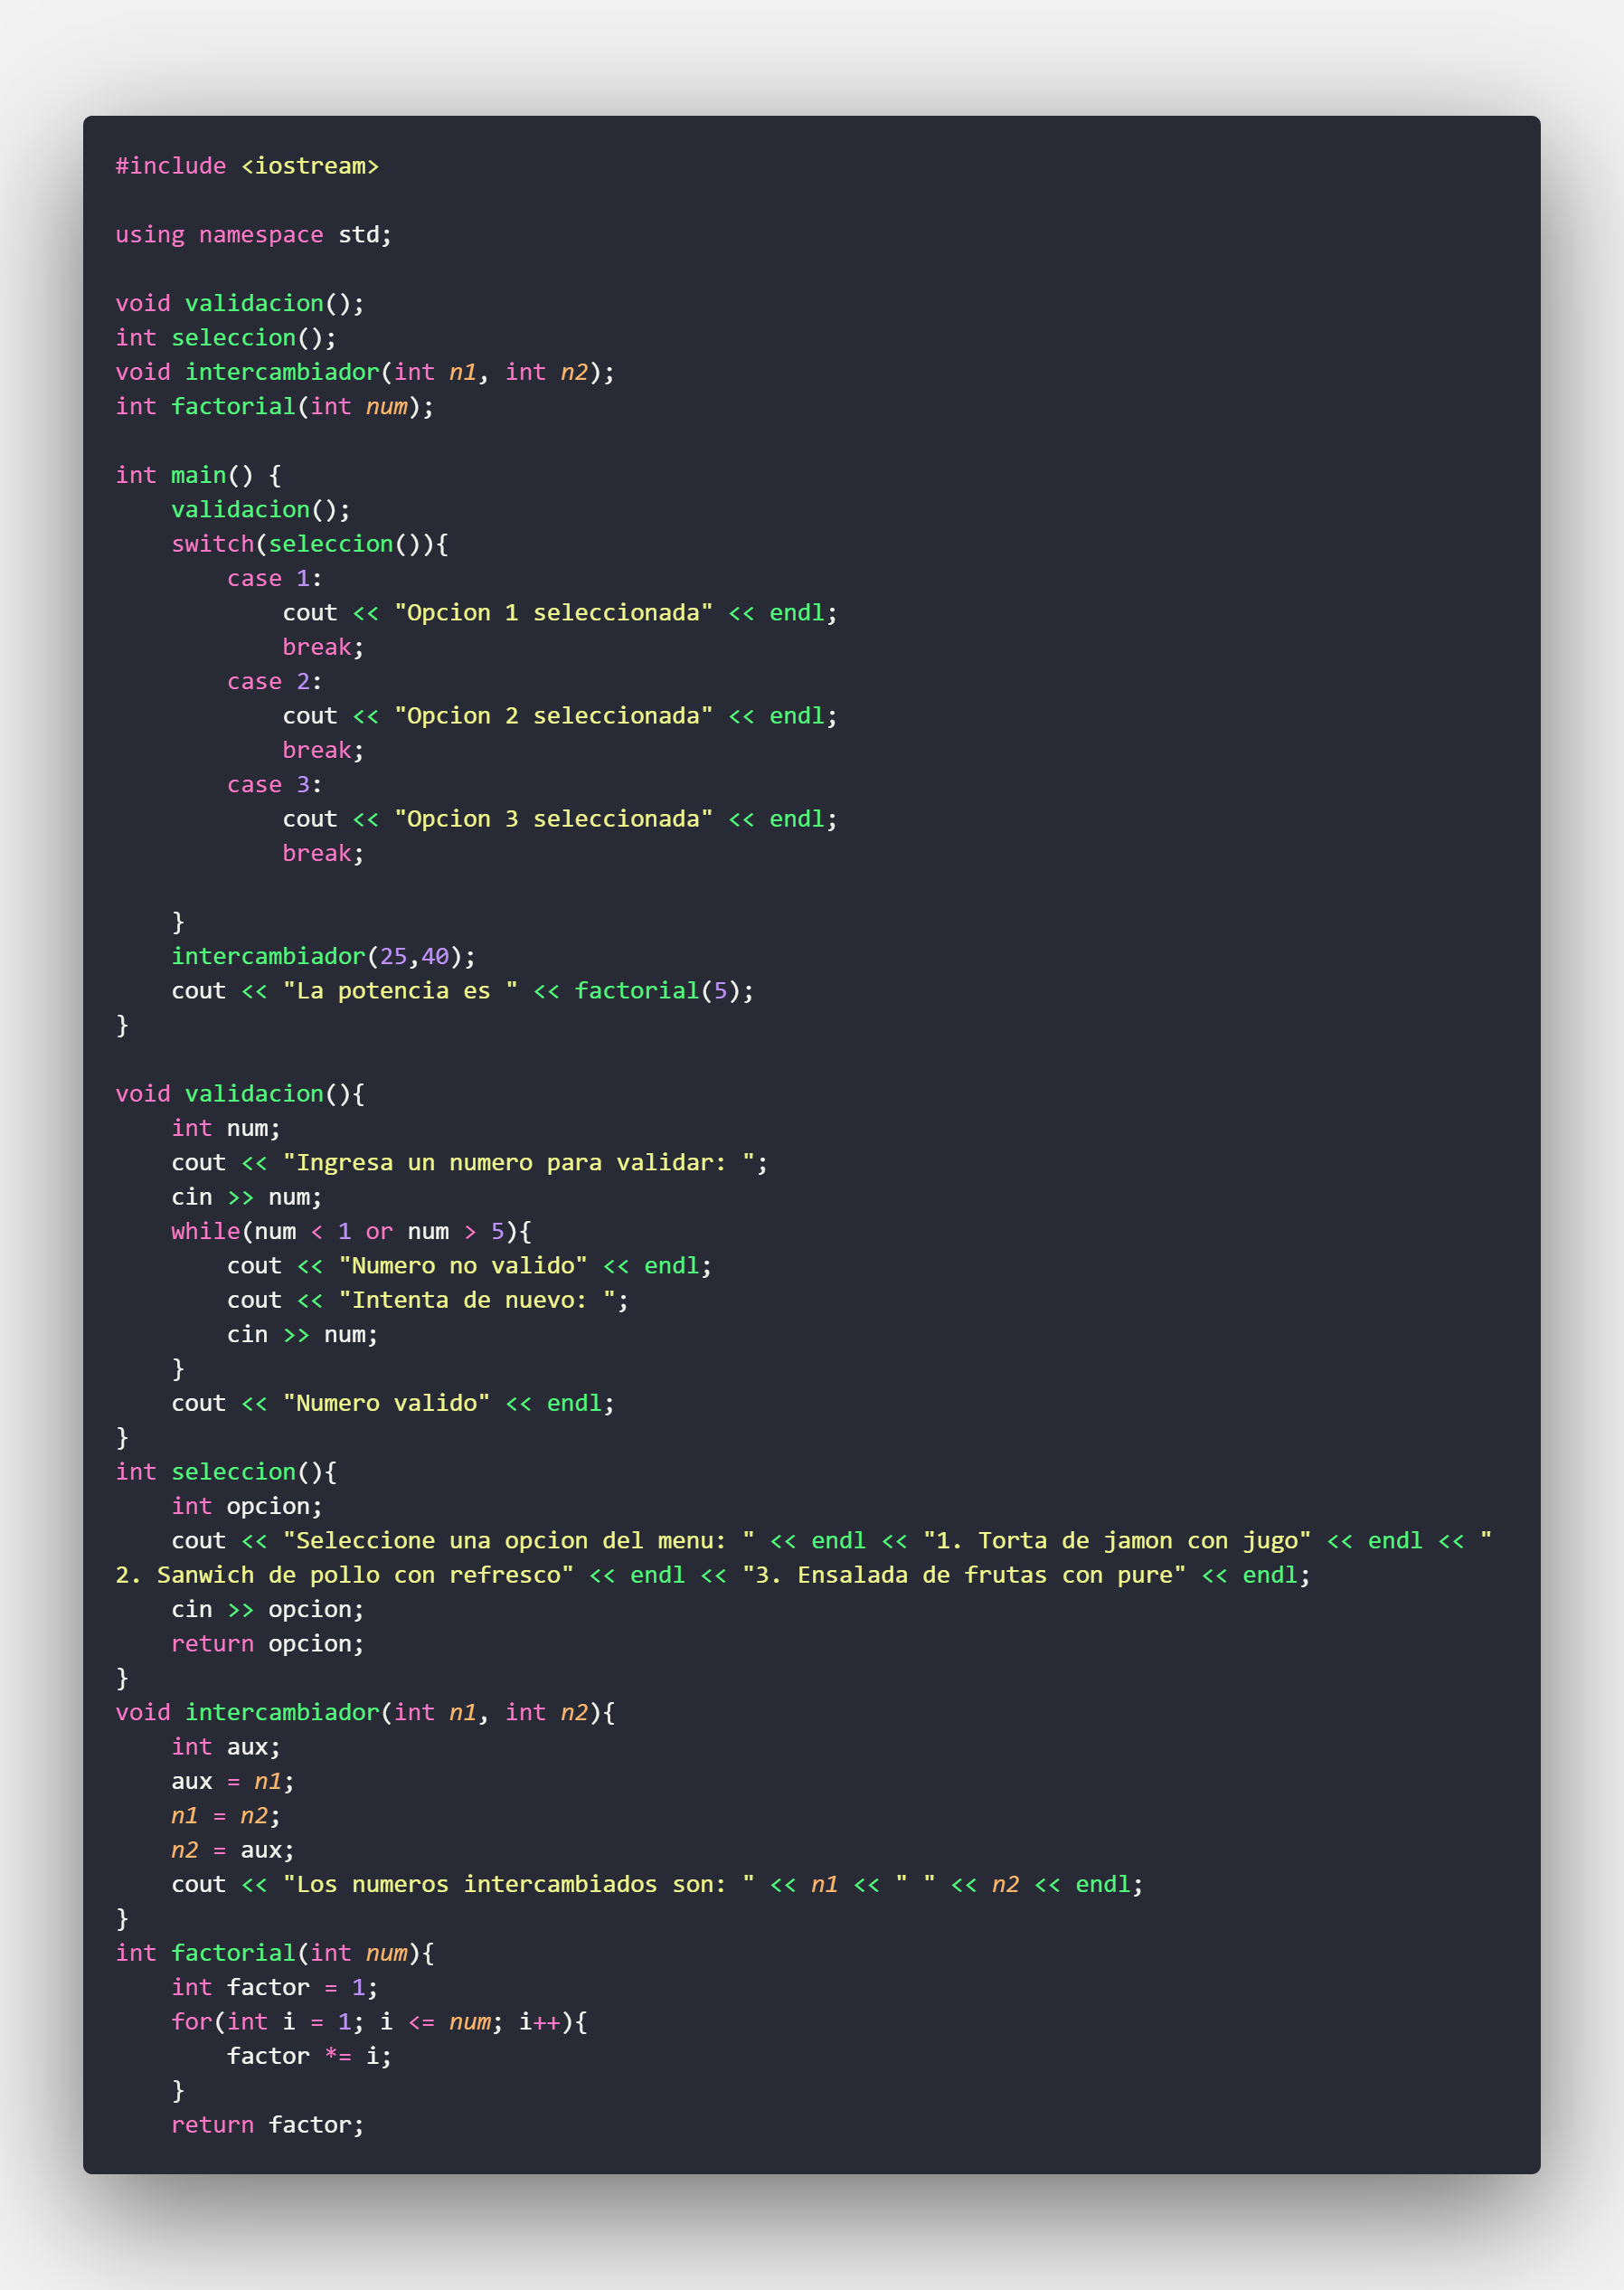 #include <iostream>

using namespace std;

void validacion();
int seleccion();
void intercambiador(int n1, int n2);
int factorial(int num);

int main() {
    validacion();
    switch(seleccion()){
        case 1:
            cout << "Opcion 1 seleccionada" << endl;
            break;
        case 2:
            cout << "Opcion 2 seleccionada" << endl;
            break;
        case 3:
            cout << "Opcion 3 seleccionada" << endl;
            break;

    }
    intercambiador(25,40);
    cout << "La potencia es " << factorial(5);
}

void validacion(){
    int num;
    cout << "Ingresa un numero para validar: ";
    cin >> num;
    while(num < 1 or num > 5){
        cout << "Numero no valido" << endl;
        cout << "Intenta de nuevo: ";
        cin >> num;
    }
    cout << "Numero valido" << endl;
}
int seleccion(){
    int opcion;
    cout << "Seleccione una opcion del menu: " << endl << "1. Torta de jamon con jugo" << endl << "
2. Sanwich de pollo con refresco" << endl << "3. Ensalada de frutas con pure" << endl;
    cin >> opcion;
    return opcion;
}
void intercambiador(int n1, int n2){
    int aux;
    aux = n1;
    n1 = n2;
    n2 = aux;
    cout << "Los numeros intercambiados son: " << n1 << " " << n2 << endl;
}
int factorial(int num){
    int factor = 1;
    for(int i = 1; i <= num; i++){
        factor *= i;
    }
    return factor;